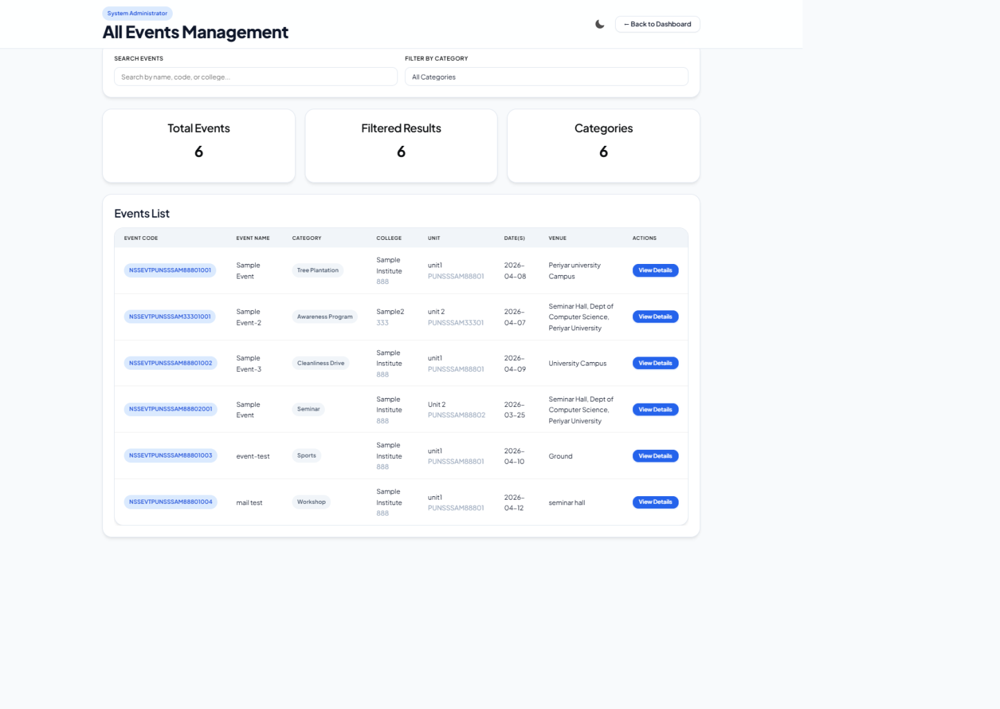 System Administrator
All Events Management
← Back to Dashboard
SEARCH EVENTS
FILTER BY CATEGORY
Search by name, code, or college...
All Categories
Total Events
6
Filtered Results
6
Categories
6
Events List
EVENT CODE EVENT NAME CATEGORY COLLEGE UNIT DATE(S) VENUE ACTIONS
NSSEVTPUNSSSAM88801001
Sample
Event
Tree Plantation
Sample
Institute
888
unit1
PUNSSSAM88801
2026-
04-08
Periyar university
Campus
View Details
NSSEVTPUNSSSAM33301001
Sample
Event-2
Awareness Program
Sample2
333
unit 2
PUNSSSAM33301
2026-
04-07
Seminar Hall, Dept of
Computer Science,
Periyar University
View Details
NSSEVTPUNSSSAM88801002
Sample
Event-3
Cleanliness Drive
Sample
Institute
888
unit1
PUNSSSAM88801
2026-
04-09
University Campus
View Details
NSSEVTPUNSSSAM88802001
Sample
Event
Seminar
Sample
Institute
888
Unit 2
PUNSSSAM88802
2026-
03-25
Seminar Hall, Dept of
Computer Science,
Periyar University
View Details
NSSEVTPUNSSSAM88801003
event-test
Sports
Sample
Institute
888
unit1
PUNSSSAM88801
2026-
04-10
Ground
View Details
NSSEVTPUNSSSAM88801004
mail test
Workshop
Sample
Institute
888
unit1
PUNSSSAM88801
2026-
04-12
seminar hall
View Details